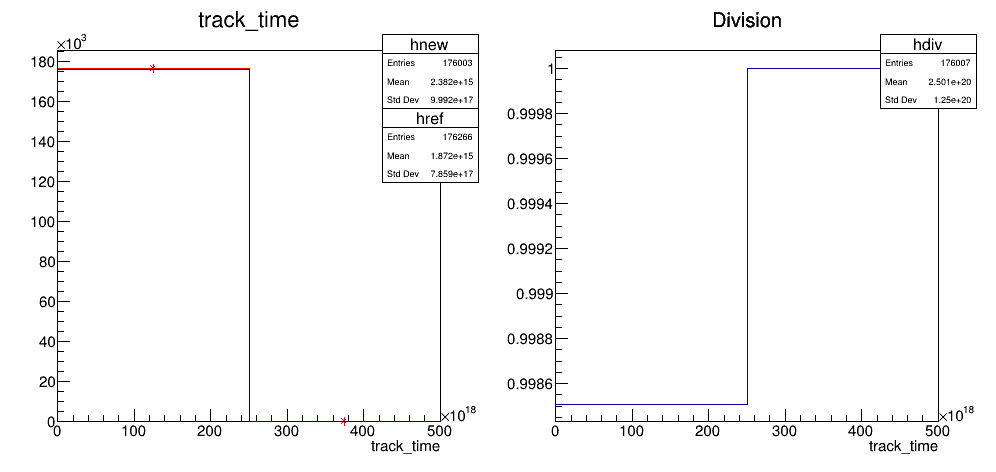 track_time
×10³
180
160
140
120
100
80
60
40
20
0
0 100 200 300 400 500
×10¹⁸
track_time
hnew
Entries 176003
Mean 2.382e+15
Std Dev 9.992e+17
href
Entries 176266
Mean 1.872e+15
Std Dev 7.859e+17
Division
1
0.9998
0.9996
0.9994
0.9992
0.999
0.9988
0.9986
0 100 200 300 400 500
×10¹⁸
track_time
hdiv
Entries 176007
Mean 2.501e+20
Std Dev 1.25e+20